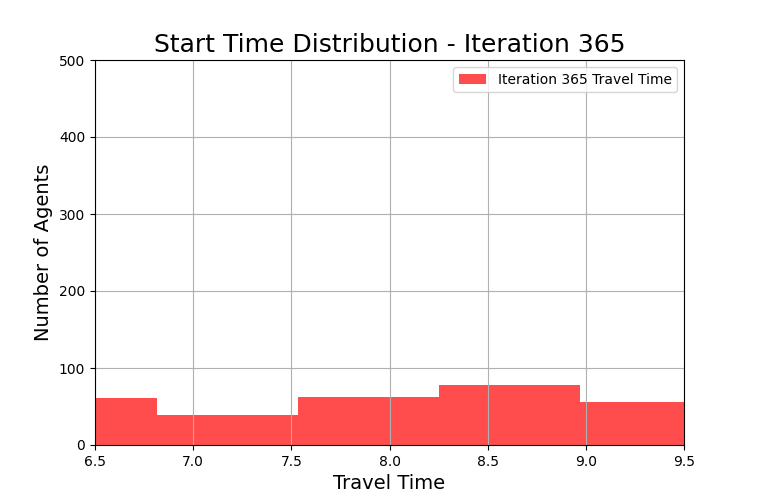 Start Time Distribution - Iteration 365
500
400
300
200
100
0
Number of Agents
Iteration 365 Travel Time
6.5 7.0 7.5 8.0 8.5 9.0 9.5
Travel Time